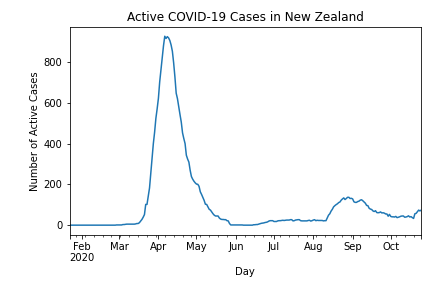 Active COVID-19 Cases in New Zealand
Number of Active Cases
800
600
400
200
0
Feb Mar Apr May Jun Jul Aug Sep Oct
2020
Day